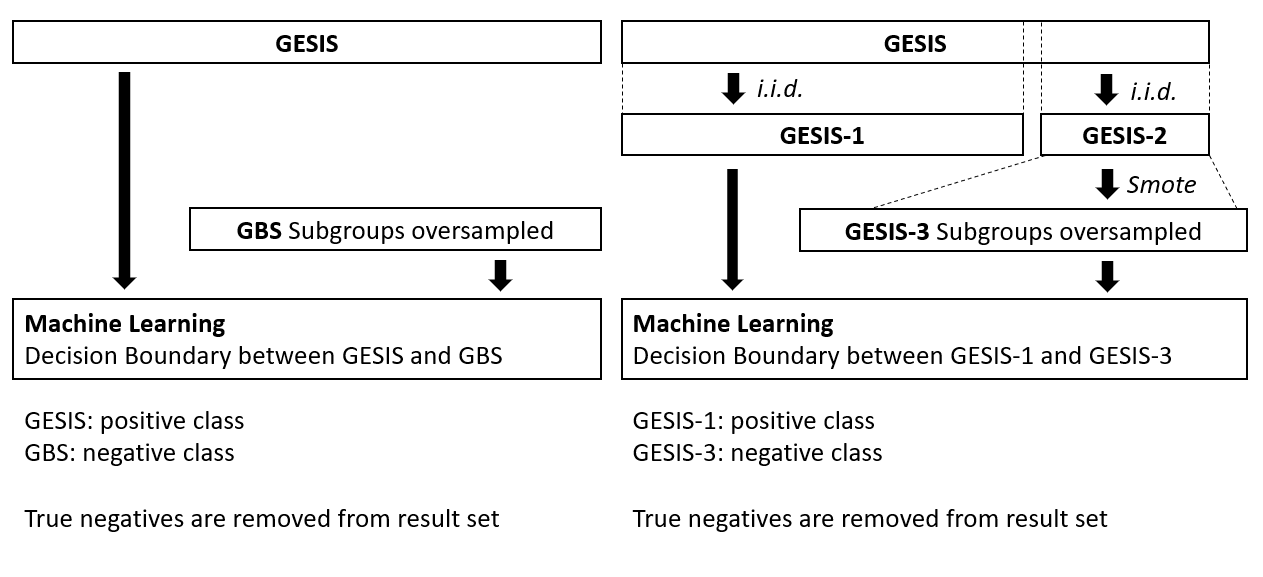 GESIS
GBS Subgroups oversampled
Machine Learning
Decision Boundary between GESIS and GBS
GESIS: positive class
GBS: negative class
True negatives are removed from result set
GESIS
i.i.d.
i.i.d.
GESIS-1
GESIS-2
Smote
GESIS-3 Subgroups oversampled
Machine Learning
Decision Boundary between GESIS-1 and GESIS-3
GESIS-1: positive class
GESIS-3: negative class
True negatives are removed from result set